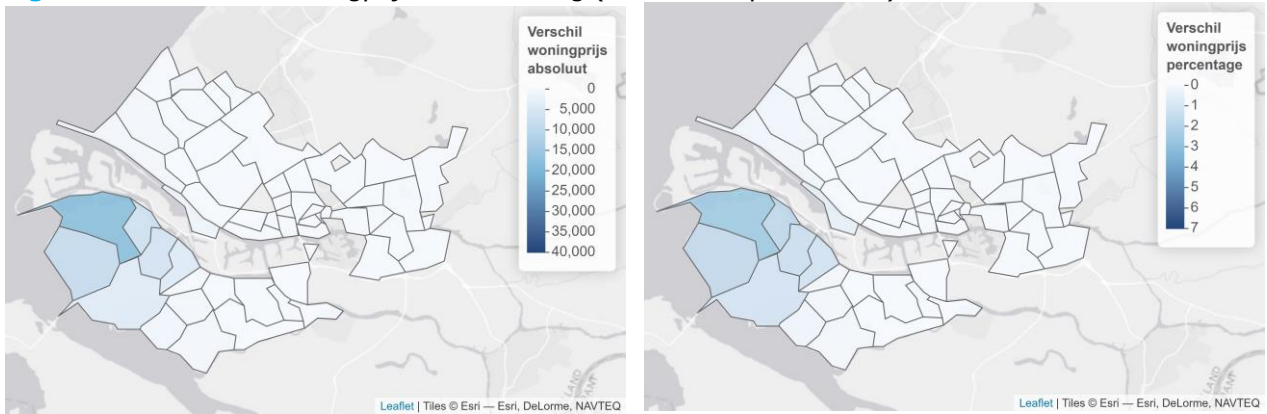 Verschil
woningprijs
absoluut
0
5,000
10,000
15,000
20,000
25,000
30,000
35,000
40,000
Leaflet | Tiles © Esri — Esri, DeLorme, NAVTEQ
Verschil
woningprijs
percentage
0
1
2
3
4
5
6
7
LAND
ANT
Leaflet | Tiles © Esri — Esri, DeLorme, NAVTEQ